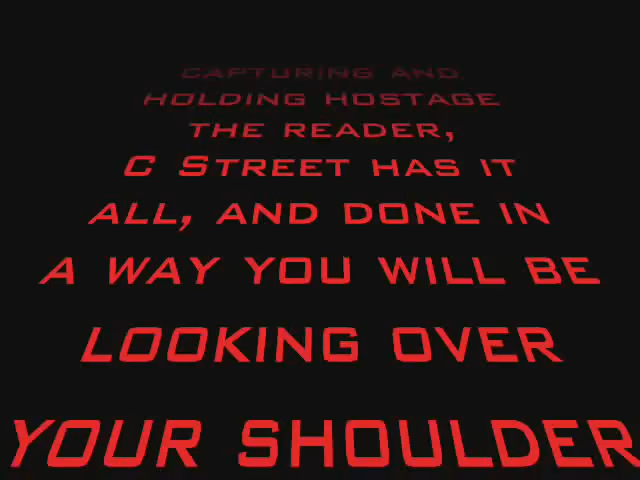 CAPTURING AND
HOLDING HOSTAGE
THE READER,
C STREET HAS IT
ALL, AND DONE IN
A WAY YOU WILL BE
LOOKING OVER
YOUR SHOULDER